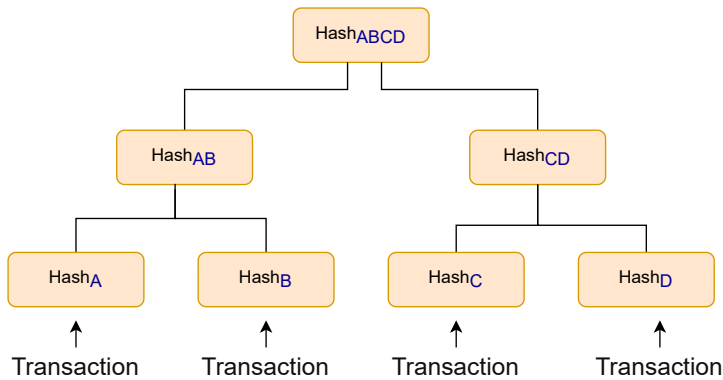 HashABCD
HashAB
HashCD
HashA
HashB
HashC
HashD
Transaction
Transaction
Transaction
Transaction